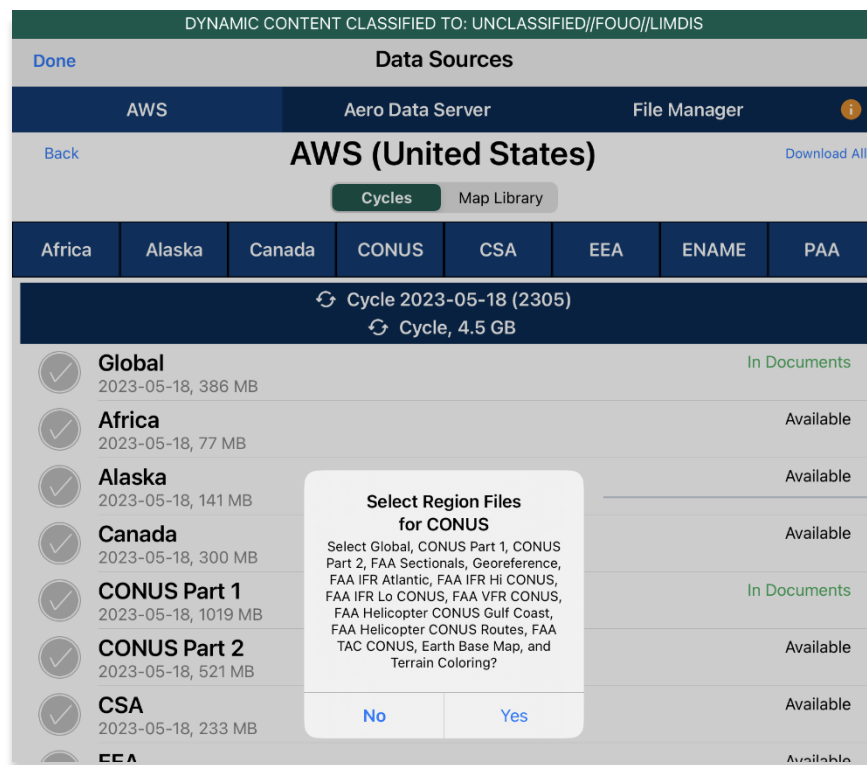 DYNAMIC CONTENT CLASSIFIED TO: UNCLASSIFIED//FOUO//LIMDIS
Done
Data Sources
AWS
Aero Data Server
File Manager
i
Back
AWS (United States)
Download All
Cycles
Map Library
Africa
Alaska
Canada
CONUS
CSA
EEA
ENAME
PAA
Cycle 2023-05-18 (2305)
Cycle, 4.5 GB
Global
2023-05-18, 386 MB
In Documents
Africa
2023-05-18, 77 MB
Available
Alaska
2023-05-18, 141 MB
Available
Canada
2023-05-18, 300 MB
Available
CONUS Part 1
2023-05-18, 1019 MB
In Documents
CONUS Part 2
2023-05-18, 521 MB
Available
CSA
2023-05-18, 233 MB
Available
EEA
Available
Select Region Files
for CONUS
Select Global, CONUS Part 1, CONUS
Part 2, FAA Sectionals, Georeference,
FAA IFR Atlantic, FAA IFR Hi CONUS,
FAA IFR Lo CONUS, FAA VFR CONUS,
FAA Helicopter CONUS Gulf Coast,
FAA Helicopter CONUS Routes, FAA
TAC CONUS, Earth Base Map, and
Terrain Coloring?
No
Yes